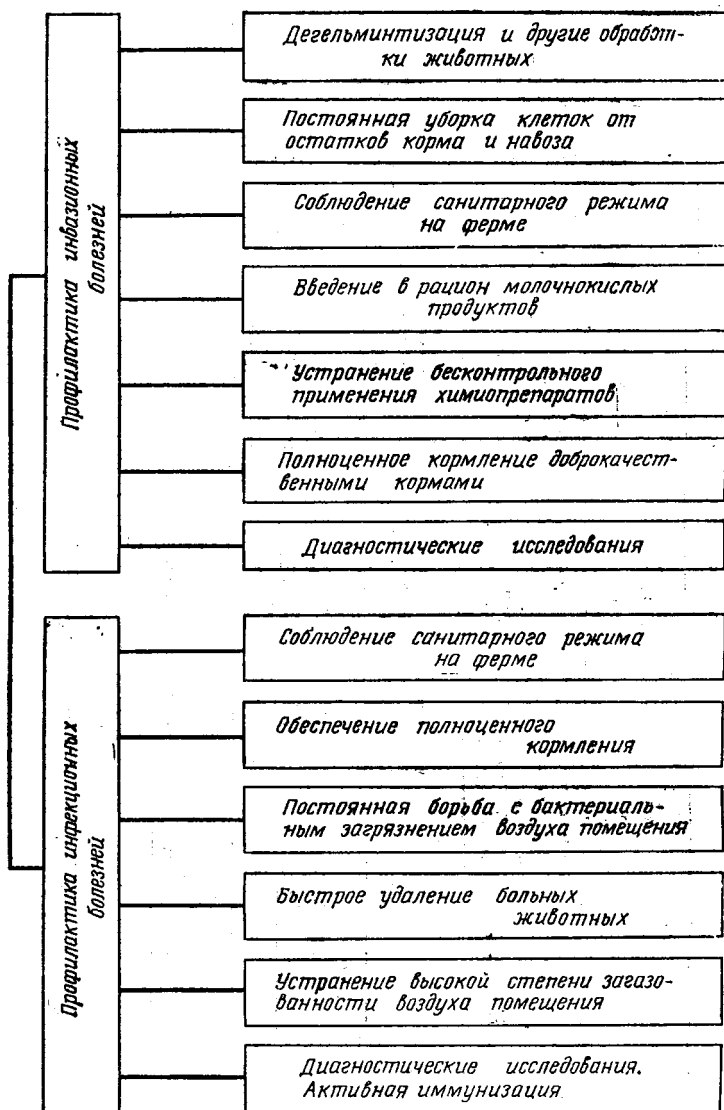 Профилактика инвазионных
болезней
Дегельминтизация и другие обработ-
ки животных
Постоянная уборка клеток от
остатков корма и навоза
Соблюдение санитарного режима
на ферме
Введение в рацион молочнокислых
продуктов
Устранение бесконтрольного
применения химиопрепаратов
Полноценное кормление доброкачест-
венными кормами
Диагностические исследования
Профилактика инфекционных
болезней
Соблюдение санитарного режима
на ферме
Обеспечение полноценного
кормления
Постоянная борьба с бактериаль-
ным загрязнением воздуха помещения
Быстрое удаление больных
животных
Устранение высокой степени загазо-
ванности воздуха помещения
Диагностические исследования.
Активная иммунизация